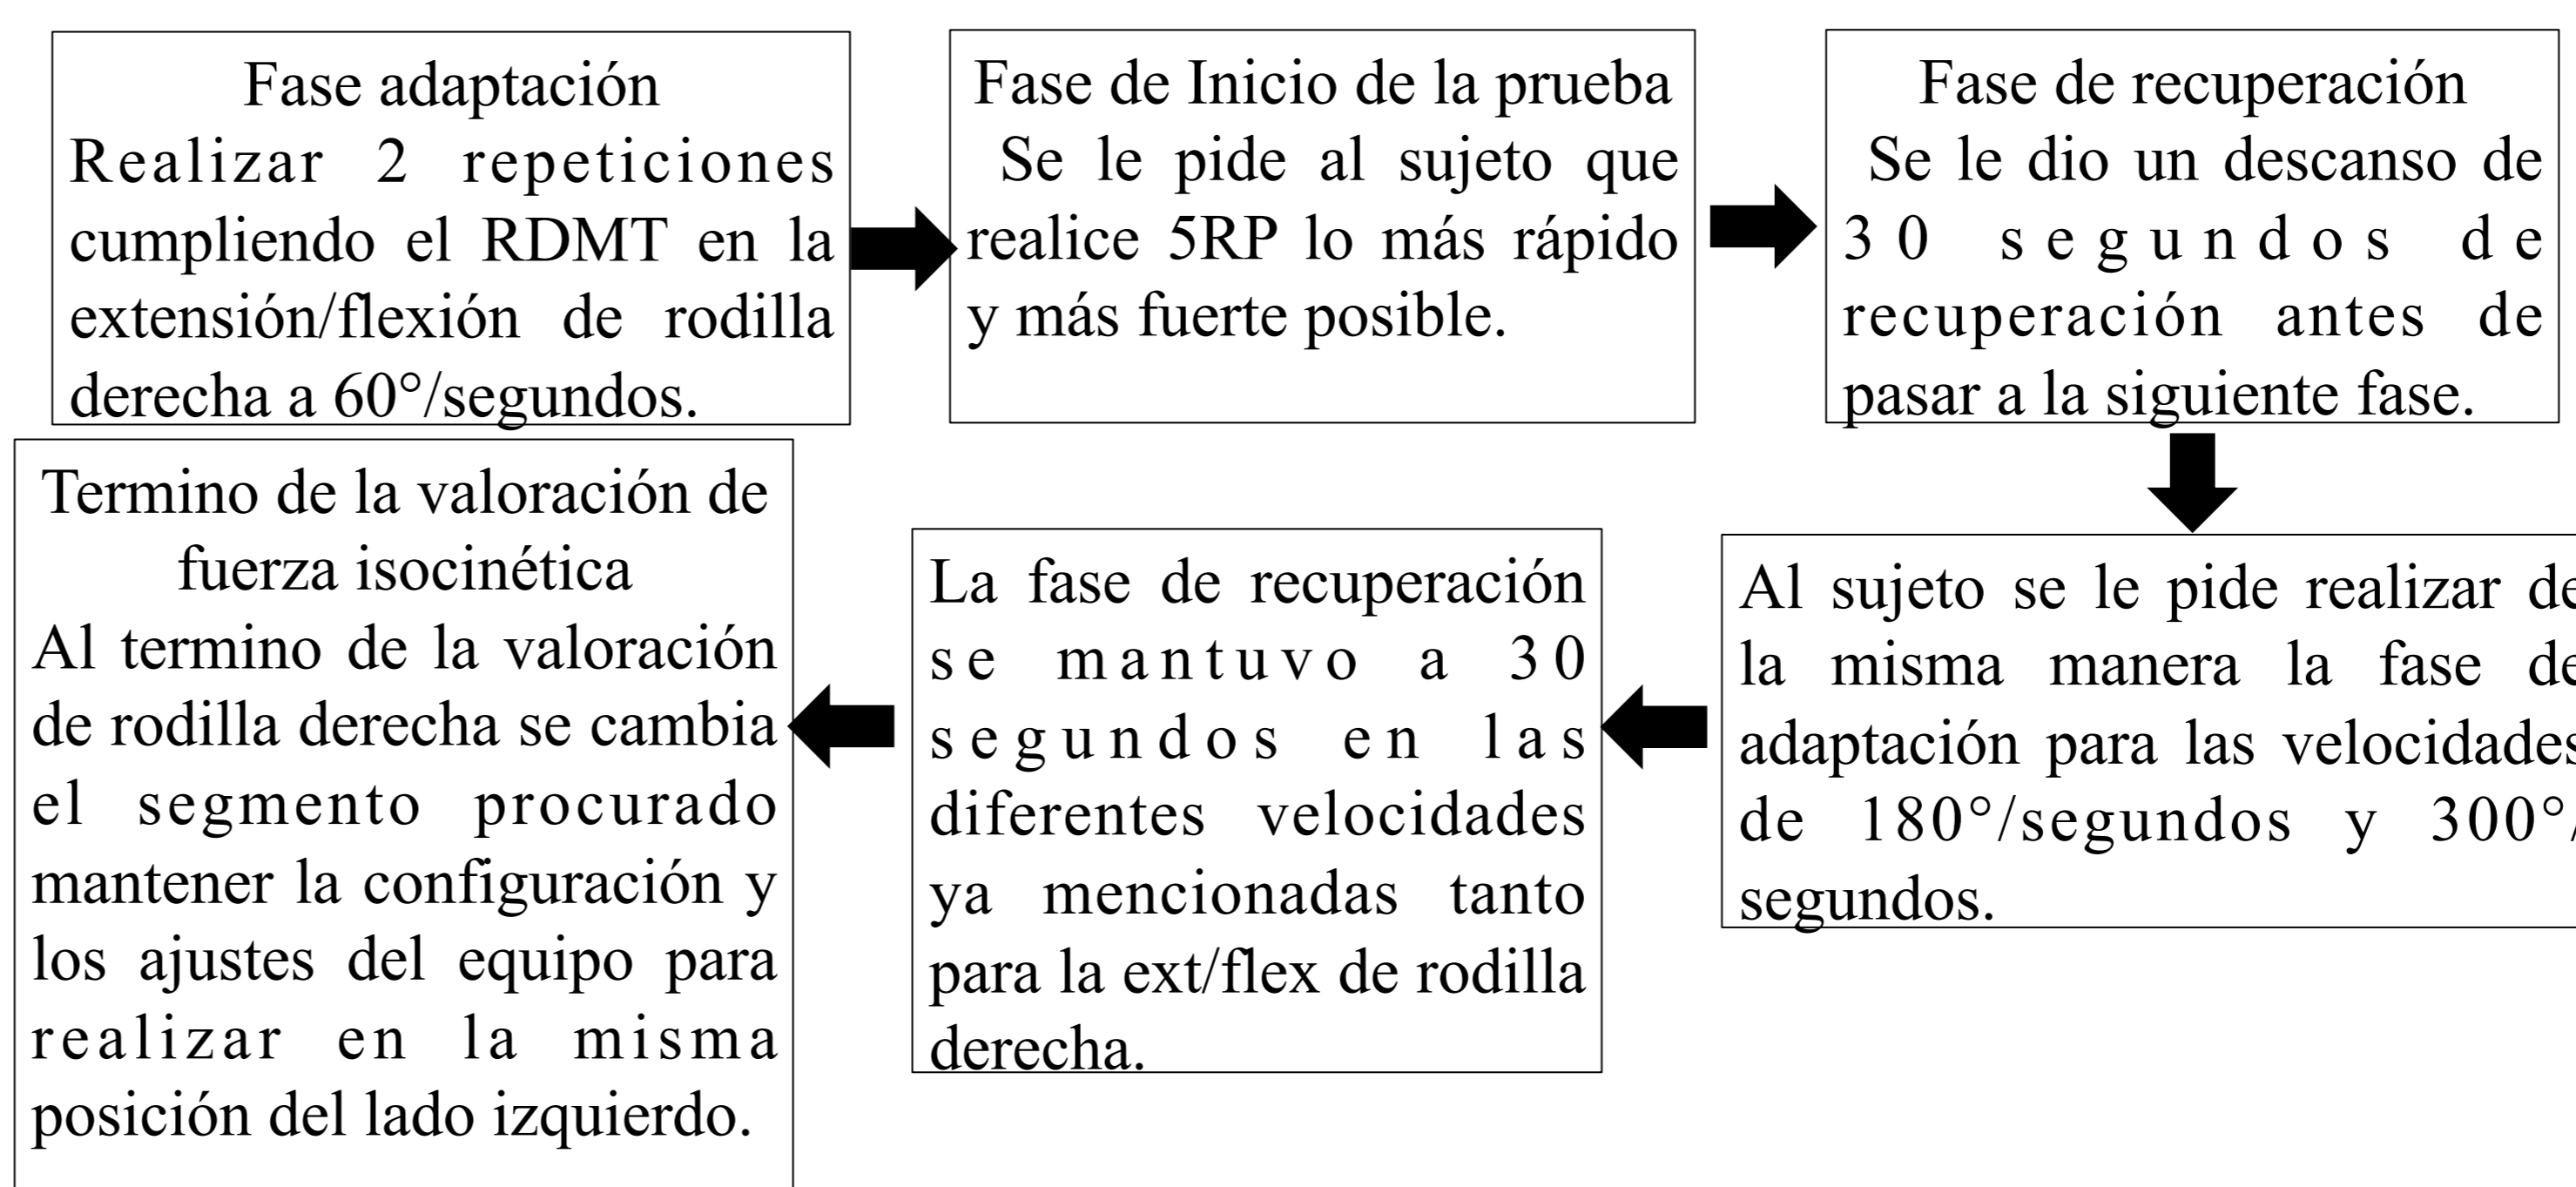 Fase adaptación
Realizar 2 repeticiones
cumpliendo el RDMT en la
extensión/flexión de rodilla
derecha a 60°/segundos.
Fase de Inicio de la prueba
Se le pide al sujeto que
realice 5RP lo más rápido
y más fuerte posible.
Fase de recuperación
Se le dio un descanso de
30 segundos de
recuperación antes de
pasar a la siguiente fase.
Al sujeto se le pide realizar de
la misma manera la fase de
adaptación para las velocidades
de 180°/segundos y 300°/
segundos.
La fase de recuperación
se mantuvo a 30
segundos en las
diferentes velocidades
ya mencionadas tanto
para la ext/flex de rodilla
derecha.
Termino de la valoración de
fuerza isocinética
Al termino de la valoración
de rodilla derecha se cambia
el segmento procurado
mantener la configuración y
los ajustes del equipo para
realizar en la misma
posición del lado izquierdo.